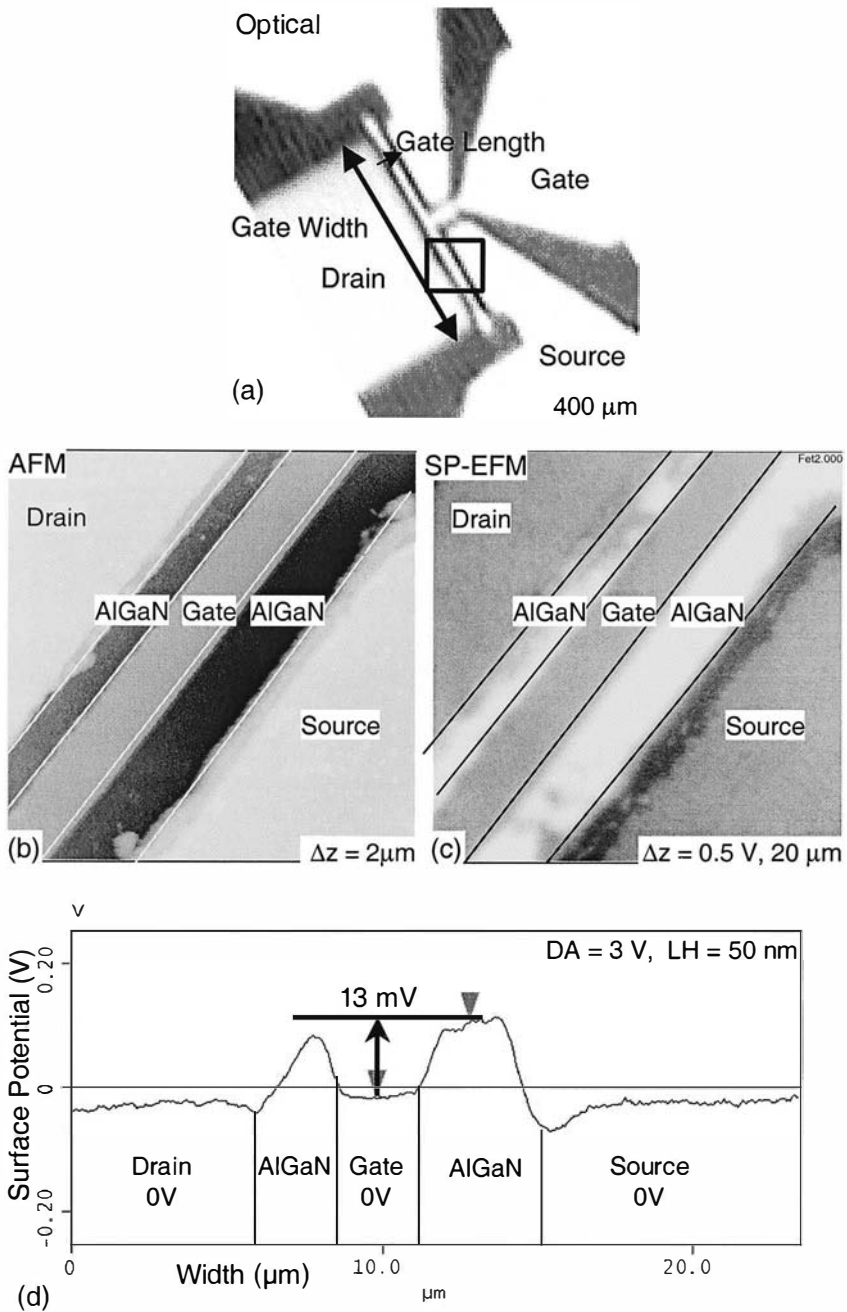 Optical
Gate Length
Gate
Gate Width
Drain
Source
(a)
400 μm
AFM
Drain
AlGaN
Gate
AlGaN
Source
(b)
Δz = 2μm
SP-EFM
Fet2.000
Drain
AlGaN
Gate
AlGaN
Source
(c)
Δz = 0.5 V, 20 μm
V
DA = 3 V, LH = 50 nm
13 mV
Surface Potential (V)
0.20
0
-0.20
Drain
0V
AlGaN
Gate
0V
AlGaN
Source
0V
0
10.0
20.0
Width (μm)
μm
(d)